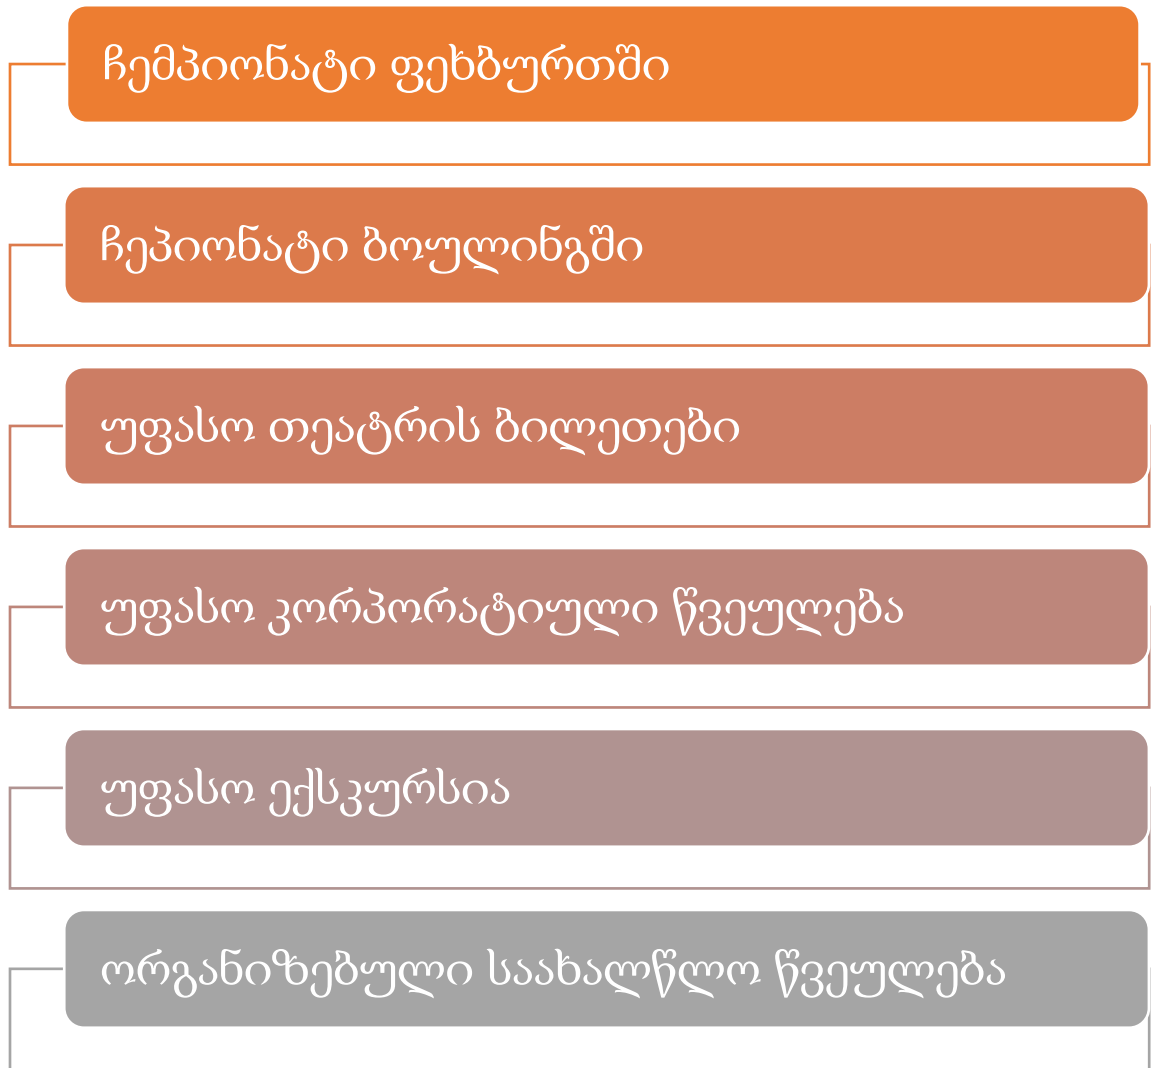 ჩემპიონატი ფეხბურთში
ჩეპიონატი ბოულინგში
უფასო თეატრის ბილეთები
უფასო კორპორატიული წვეულება
უფასო ექსკურსია
ორგანიზებული საახალწლო წვეულება